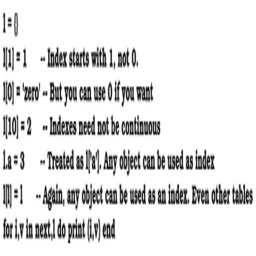 l = {}
l[1] = 1 -- Index starts with 1, not 0.
l[0] = 'zero' -- But you can use 0 if you want
l[10] = 2 -- Indexes need not be continuous
l.a = 3 -- Treated as l['a']. Any object can be used as index
l[l] = l -- Again, any object can be used as an index. Even other tables
for i,v in next,l do print (i,v) end